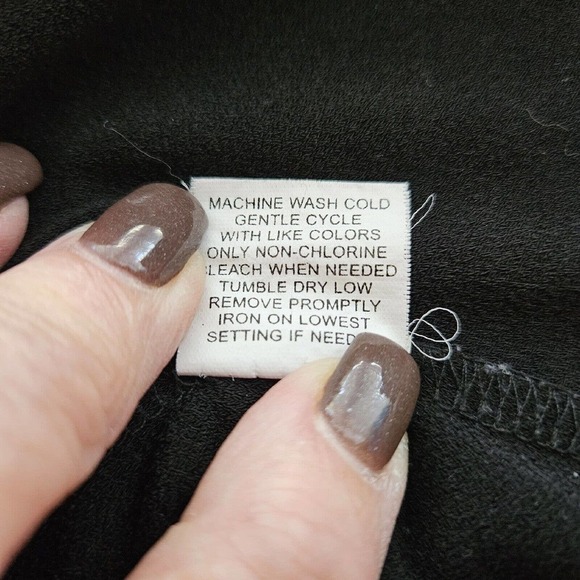 MACHINE WASH COLD
GENTLE CYCLE
WITH LIKE COLORS
ONLY NON-CHLORINE
BLEACH WHEN NEEDED
TUMBLE DRY LOW
REMOVE PROMPTLY
IRON ON LOWEST
SETTING IF NEEDED